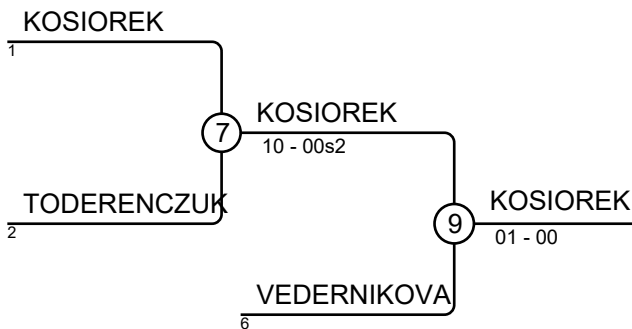 KOSIOREK
1
7
KOSIOREK
10 - 00s2
TODERENCZUK
2
9
KOSIOREK
01 - 00
VEDERNIKOVA
6